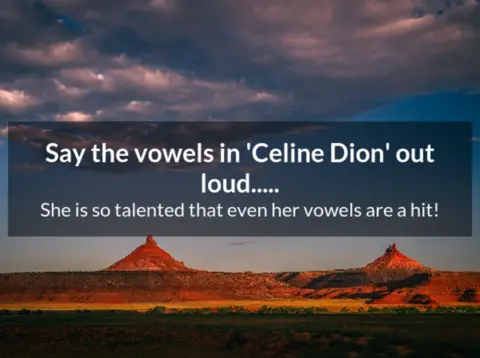 Say the vowels in 'Celine Dion' out
loud.....
She is so talented that even her vowels are a hit!